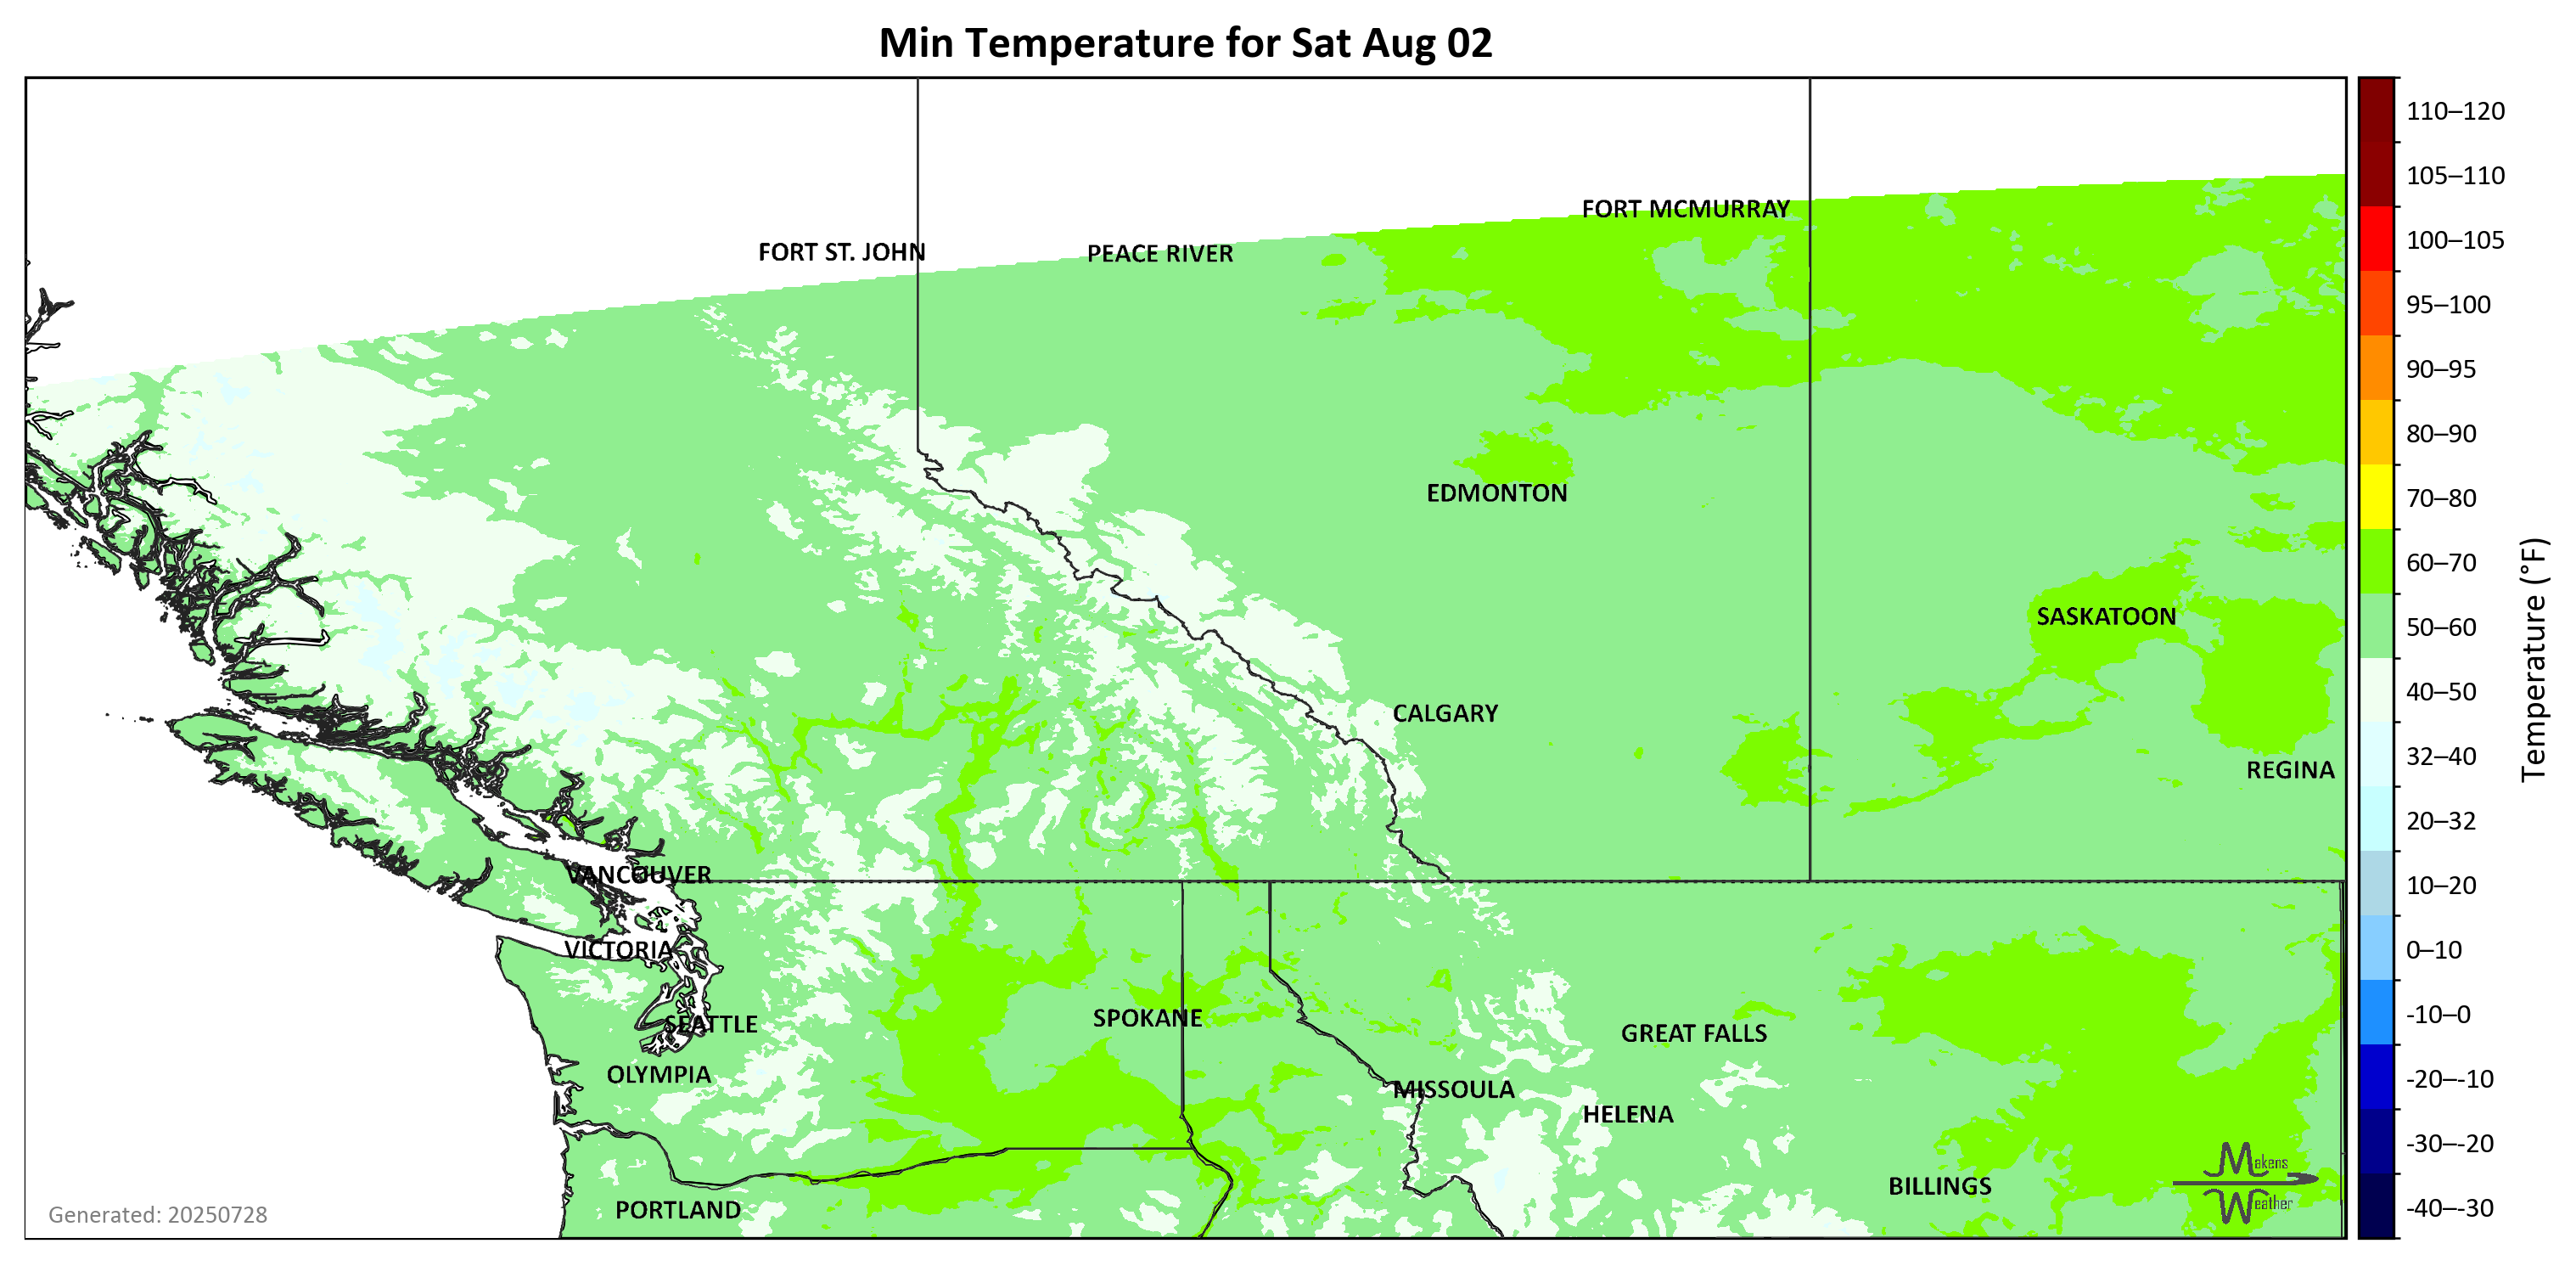 Min Temperature for Sat Aug 02
FORT MCMURRAY
FORT ST. JOHN
PEACE RIVER
EDMONTON
SASKATOON
CALGARY
REGINA
VANCOUVER
VICTORIA
SEATTLE
SPOKANE
GREAT FALLS
OLYMPIA
MISSOULA
HELENA
BILLINGS
PORTLAND
Makens
Weather
Generated: 20250728
110–120
105–110
100–105
95–100
90–95
80–90
70–80
60–70
50–60
40–50
32–40
20–32
10–20
0–10
-10–0
-20–-10
-30–-20
-40–-30
Temperature (°F)